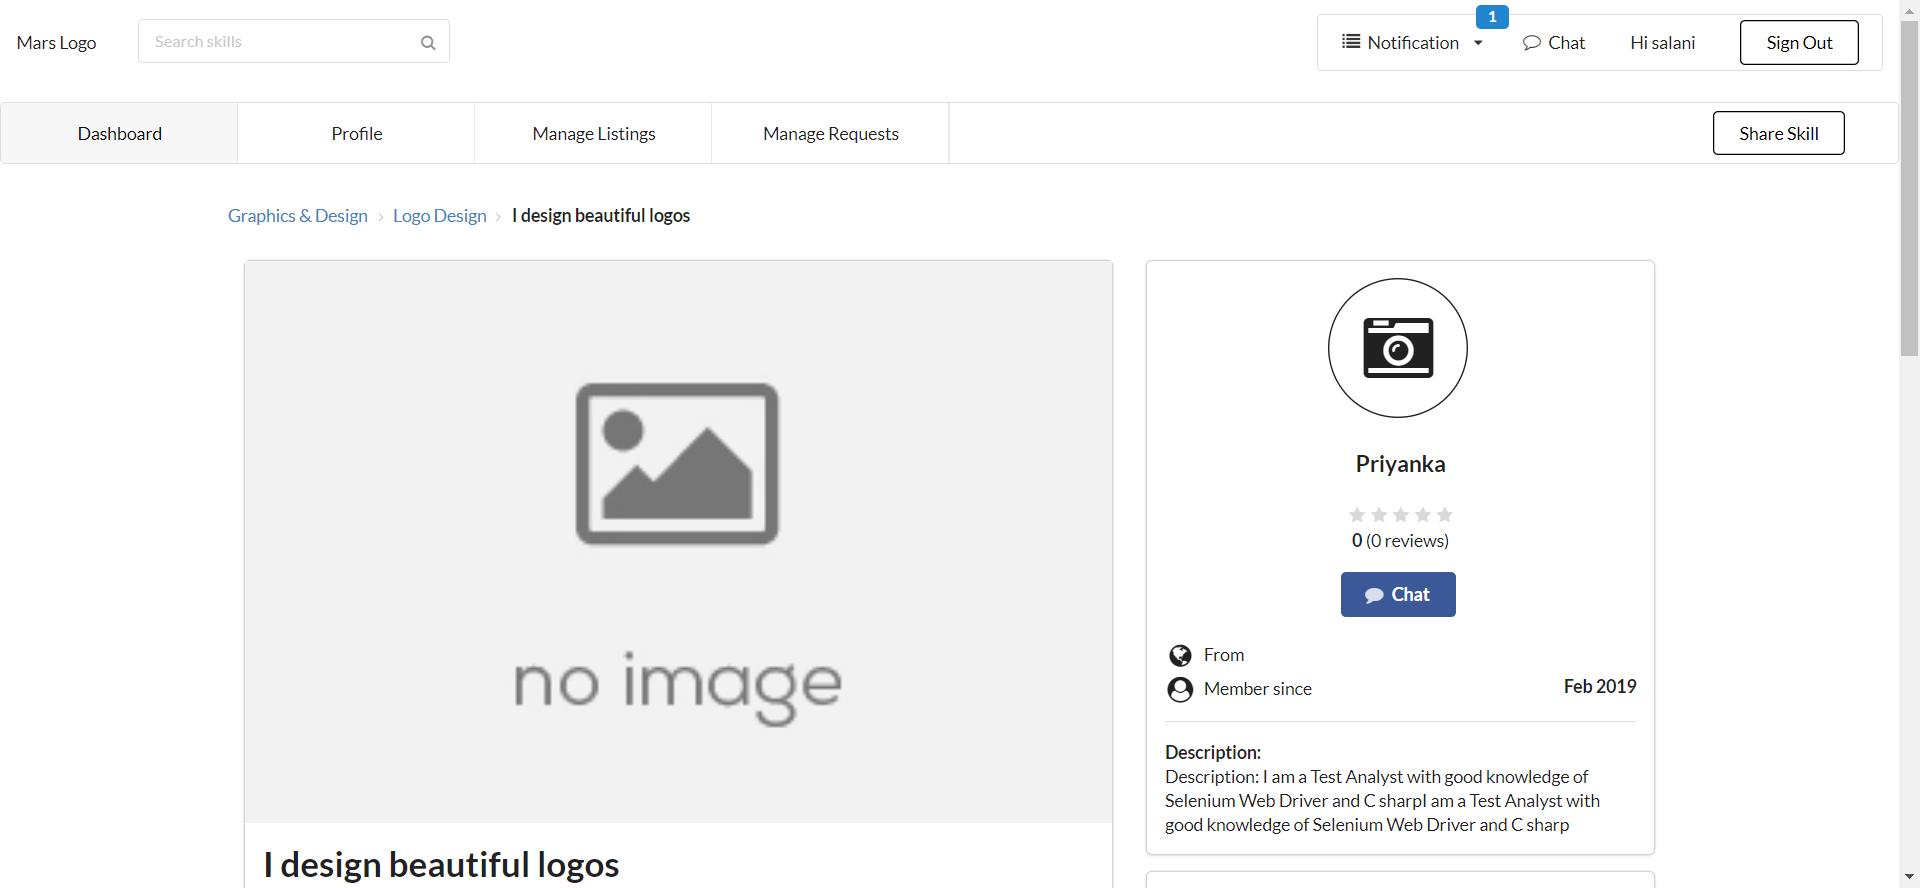 Mars Logo
Search skills
1
Notification
Chat
Hi salani
Sign Out
Dashboard
Profile
Manage Listings
Manage Requests
Share Skill
Graphics & Design
Logo Design
I design beautiful logos
no image
I design beautiful logos
Priyanka
0 (0 reviews)
Chat
From
Member since
Feb 2019
Description:
Description: I am a Test Analyst with good knowledge of
Selenium Web Driver and C sharpI am a Test Analyst with
good knowledge of Selenium Web Driver and C sharp